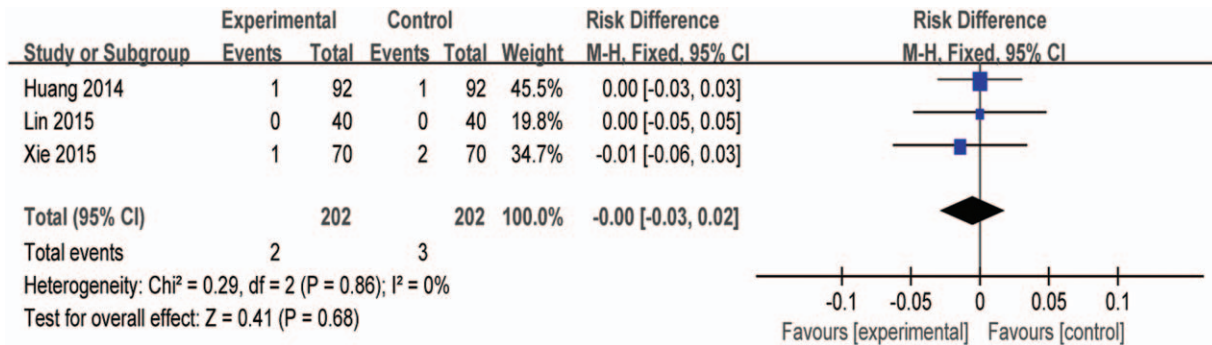 Experimental Control Risk Difference Risk Difference
Study or Subgroup Events Total Events Total Weight M-H, Fixed, 95% CI M-H, Fixed, 95% CI
Huang 2014 1 92 1 92 45.5% 0.00 [-0.03, 0.03]
Lin 2015 0 40 0 40 19.8% 0.00 [-0.05, 0.05]
Xie 2015 1 70 2 70 34.7% -0.01 [-0.06, 0.03]
Total (95% CI) 202 202 100.0% -0.00 [-0.03, 0.02]
Total events 2 3
Heterogeneity: Chi² = 0.29, df = 2 (P = 0.86); I² = 0%
Test for overall effect: Z = 0.41 (P = 0.68)
-0.1 -0.05 0 0.05 0.1
Favours [experimental] Favours [control]